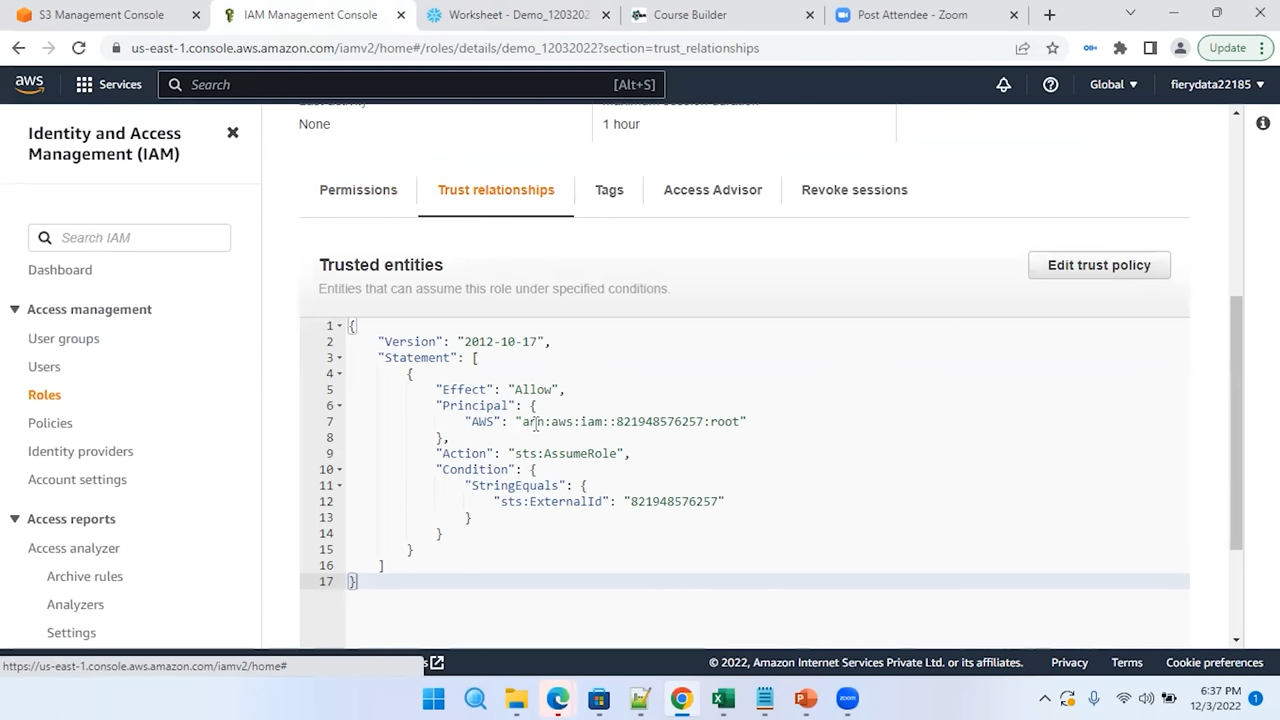 S3 Management Console
IAM Management Console
Worksheet - Demo_12032022
Course Builder
Post Attendee - Zoom
us-east-1.console.aws.amazon.com/iamv2/home#/roles/details/demo_12032022?section=trust_relationships
Update
aws
Services
Search
[Alt+S]
Global
fierydata22185
Identity and Access
Management (IAM)
Search IAM
Dashboard
Access management
User groups
Users
Roles
Policies
Identity providers
Account settings
Access reports
Access analyzer
Archive rules
Analyzers
Settings
None
1 hour
Permissions
Trust relationships
Tags
Access Advisor
Revoke sessions
Trusted entities
Edit trust policy
Entities that can assume this role under specified conditions.
1 {
2 "Version": "2012-10-17",
3 "Statement": [
4 {
5 "Effect": "Allow",
6 "Principal": {
7 "AWS": "arn:aws:iam::821948576257:root"
8 },
9 "Action": "sts:AssumeRole",
10 "Condition": {
11 "StringEquals": {
12 "sts:ExternalId": "821948576257"
13 }
14 }
15 }
16 ]
17 }
https://us-east-1.console.aws.amazon.com/iamv2/home#
© 2022, Amazon Internet Services Private Ltd. or its affiliates.
Privacy
Terms
Cookie preferences
6:37 PM
12/3/2022
1